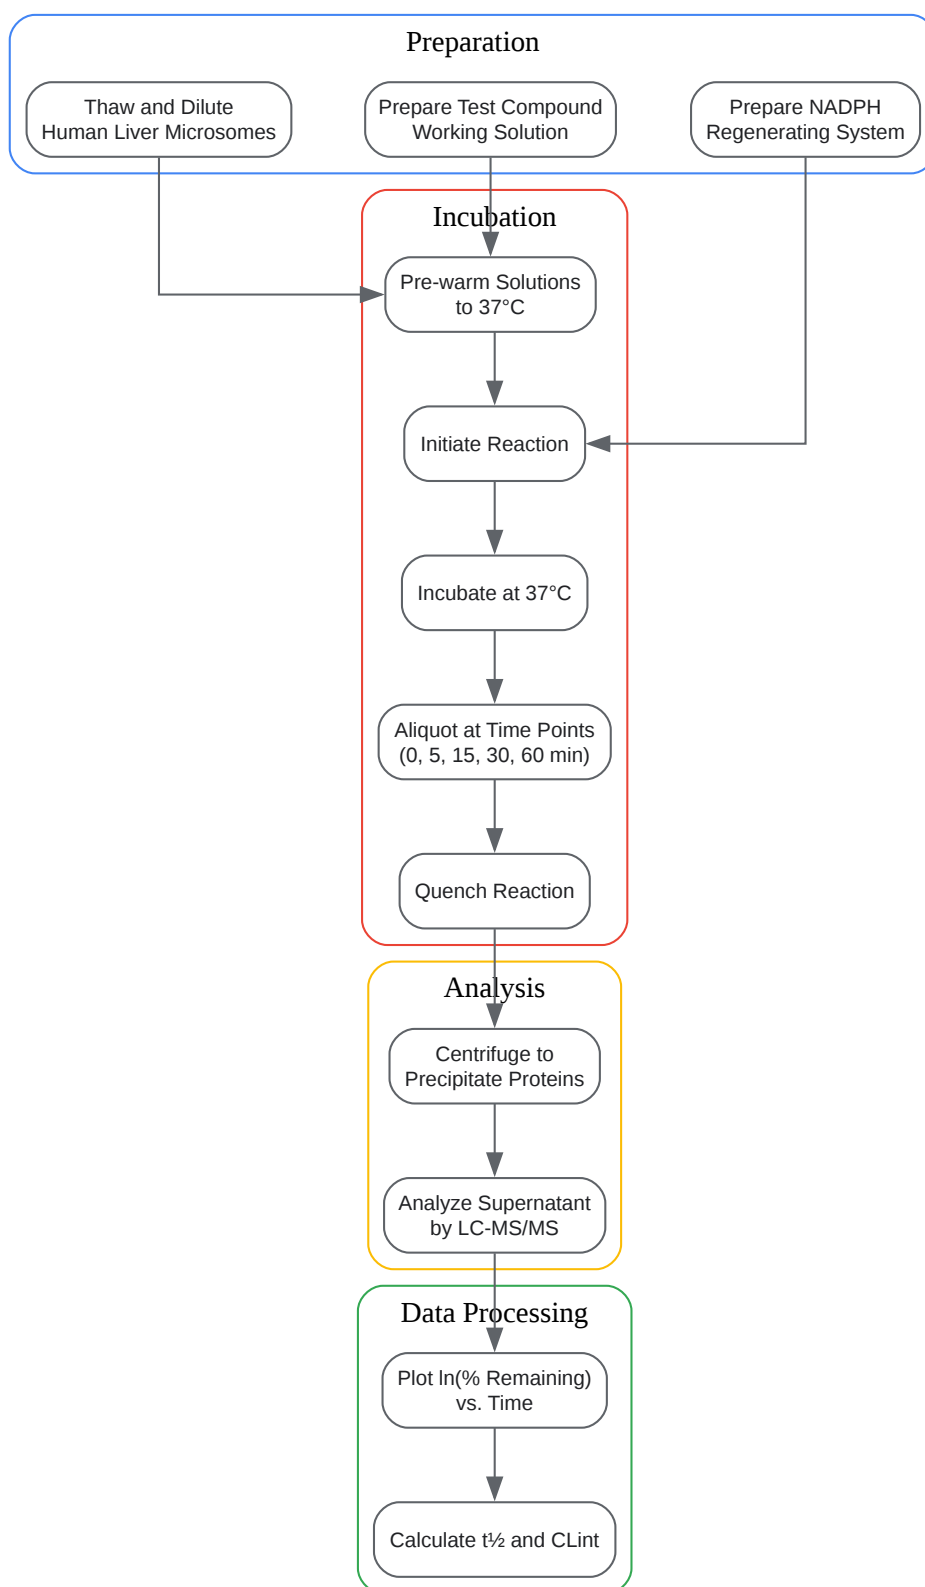 Preparation
Thaw and Dilute
Human Liver Microsomes
Prepare Test Compound
Working Solution
Prepare NADPH
Regenerating System
Incubation
Pre-warm Solutions
to 37°C
Initiate Reaction
Incubate at 37°C
Aliquot at Time Points
(0, 5, 15, 30, 60 min)
Quench Reaction
Analysis
Centrifuge to
Precipitate Proteins
Analyze Supernatant
by LC-MS/MS
Data Processing
Plot ln(% Remaining)
vs. Time
Calculate t½ and CLint